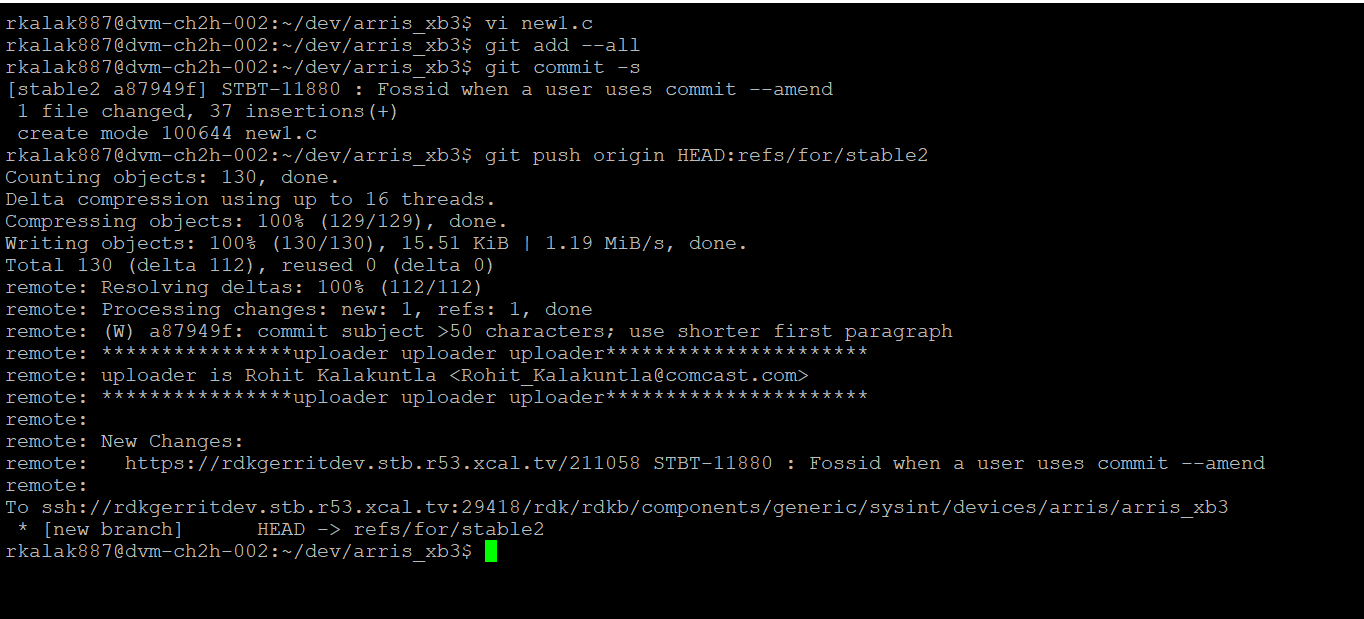 rkalak887@dvm-ch2h-002:~/dev/arris_xb3$ vi new1.c
rkalak887@dvm-ch2h-002:~/dev/arris_xb3$ git add --all
rkalak887@dvm-ch2h-002:~/dev/arris_xb3$ git commit -s
[stable2 a87949f] STBT-11880 : Fossid when a user uses commit --amend
 1 file changed, 37 insertions(+)
 create mode 100644 new1.c
rkalak887@dvm-ch2h-002:~/dev/arris_xb3$ git push origin HEAD:refs/for/stable2
Counting objects: 130, done.
Delta compression using up to 16 threads.
Compressing objects: 100% (129/129), done.
Writing objects: 100% (130/130), 15.51 KiB | 1.19 MiB/s, done.
Total 130 (delta 112), reused 0 (delta 0)
remote: Resolving deltas: 100% (112/112)
remote: Processing changes: new: 1, refs: 1, done
remote: (W) a87949f: commit subject >50 characters; use shorter first paragraph
remote: ****************uploader uploader uploader**********************
remote: uploader is Rohit Kalakuntla <Rohit_Kalakuntla@comcast.com>
remote: ****************uploader uploader uploader**********************
remote:
remote: New Changes:
remote:   https://rdkgerritdev.stb.r53.xcal.tv/211058 STBT-11880 : Fossid when a user uses commit --amend
remote:
To ssh://rdkgerritdev.stb.r53.xcal.tv:29418/rdk/rdkb/components/generic/sysint/devices/arris/arris_xb3
 * [new branch]      HEAD -> refs/for/stable2
rkalak887@dvm-ch2h-002:~/dev/arris_xb3$